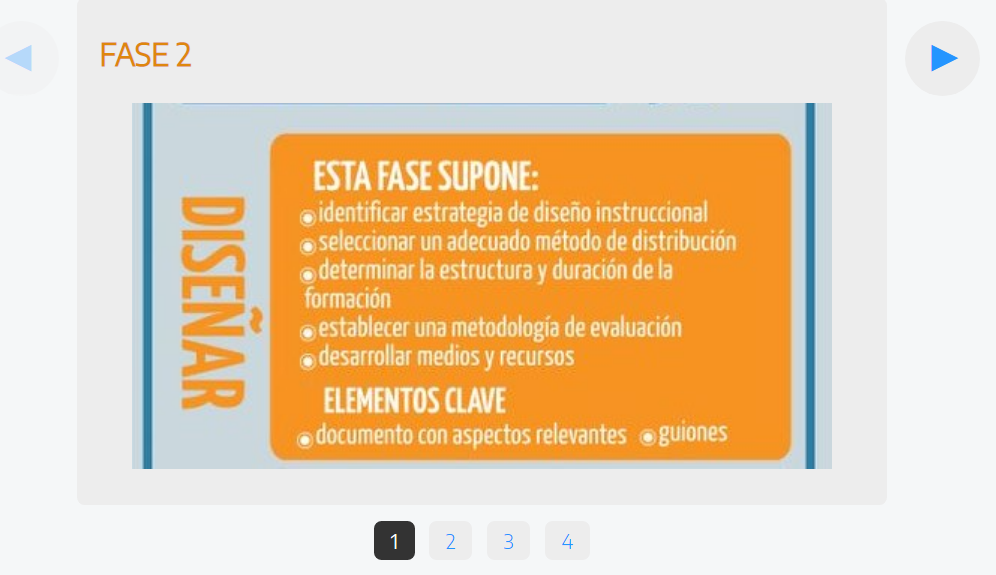 FASE 2
DISEÑAR
ESTA FASE SUPONE:
identificar estrategia de diseño instruccional
seleccionar un adecuado método de distribución
determinar la estructura y duración de la
formación
establecer una metodología de evaluación
desarrollar medios y recursos
ELEMENTOS CLAVE
documento con aspectos relevantes guiones
1 2 3 4